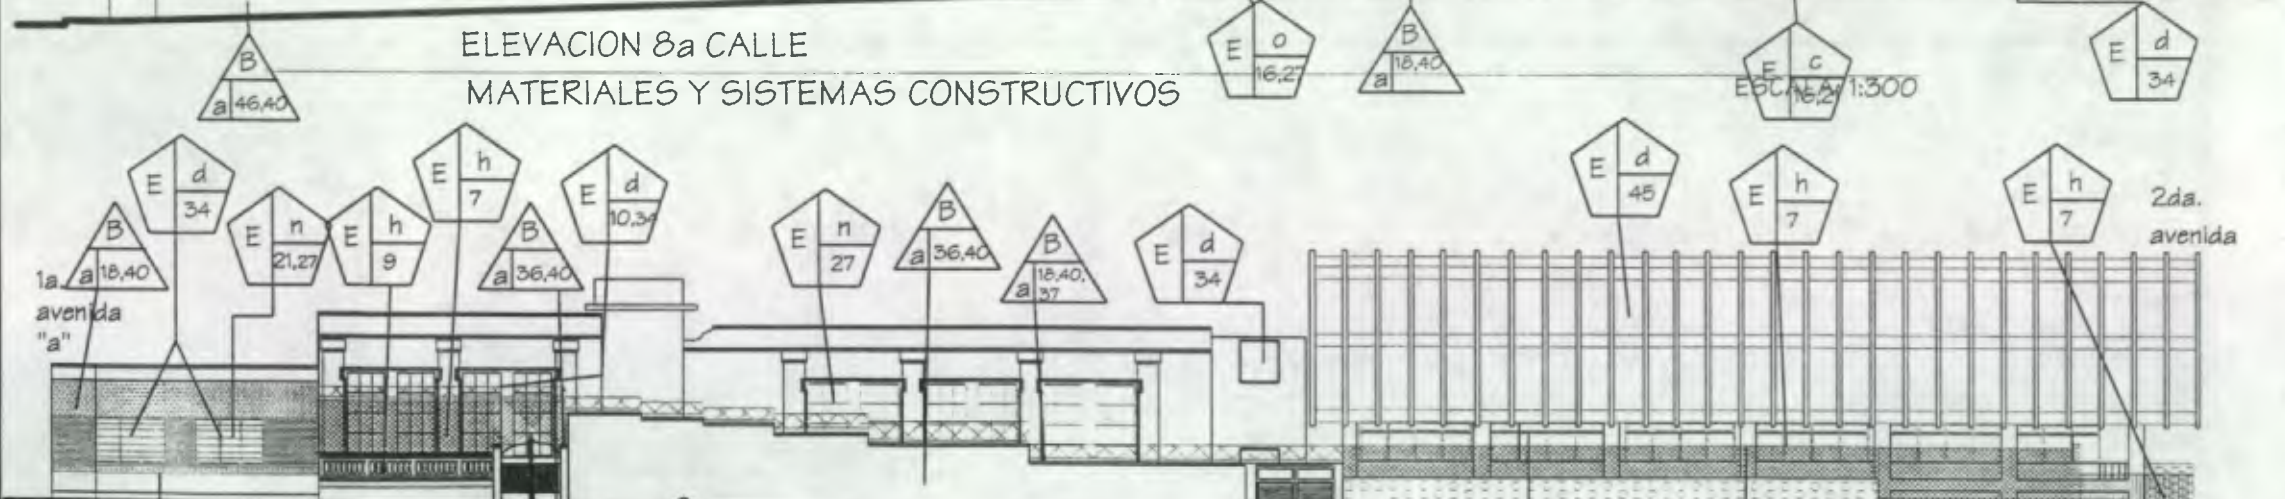 ELEVACION 8a CALLE
MATERIALES Y SISTEMAS CONSTRUCTIVOS
ESCALA 1:300
B
a 46,40
E o
16,27
B
a 18,40
E c
16,2
E d
34
1a.
avenida
"a"
B
a 18,40
E d
34
E n
21,27
E h
9
E h
7
B
a 36,40
E d
10,34
E n
27
B
a 36,40
B
a 18,40,
37
E d
34
E d
45
E h
7
E h
7
2da.
avenida